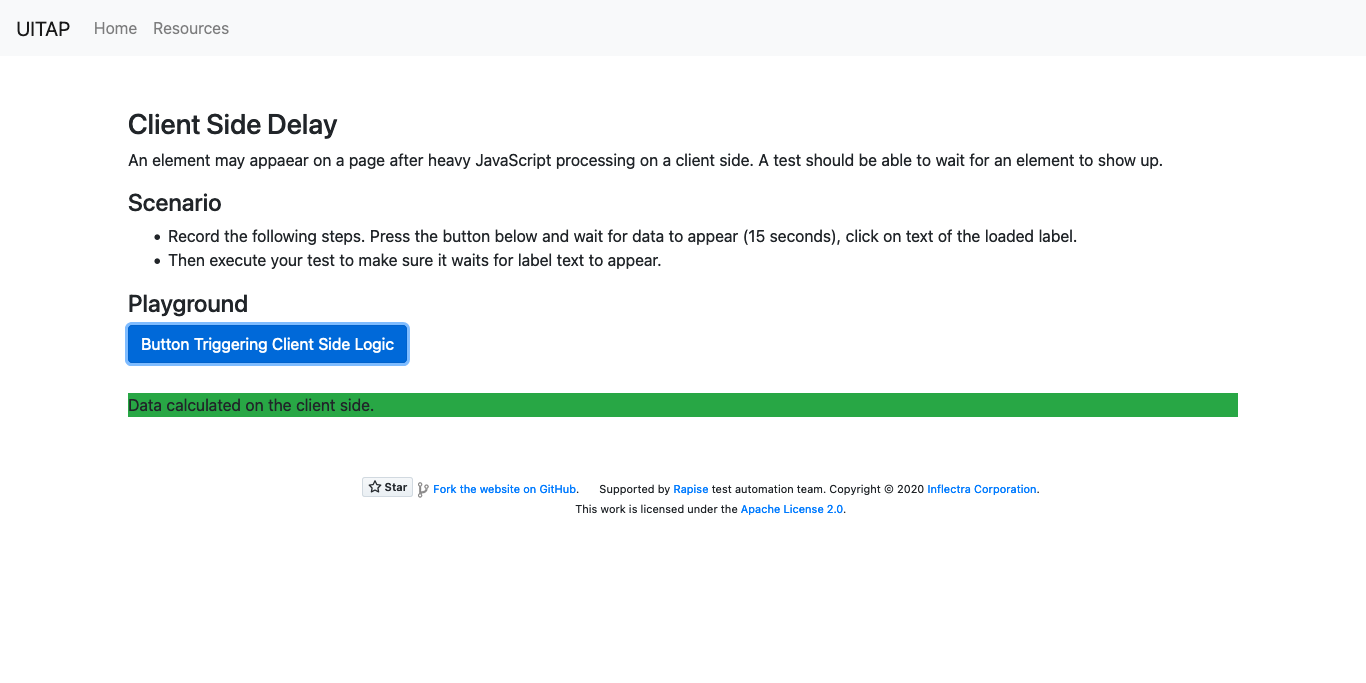 UITAP Home Resources
Client Side Delay
An element may appaear on a page after heavy JavaScript processing on a client side. A test should be able to wait for an element to show up.
Scenario
• Record the following steps. Press the button below and wait for data to appear (15 seconds), click on text of the loaded label.
• Then execute your test to make sure it waits for label text to appear.
Playground
Button Triggering Client Side Logic
Data calculated on the client side.
Star Fork the website on GitHub. Supported by Rapise test automation team. Copyright © 2020 Inflectra Corporation.
This work is licensed under the Apache License 2.0.